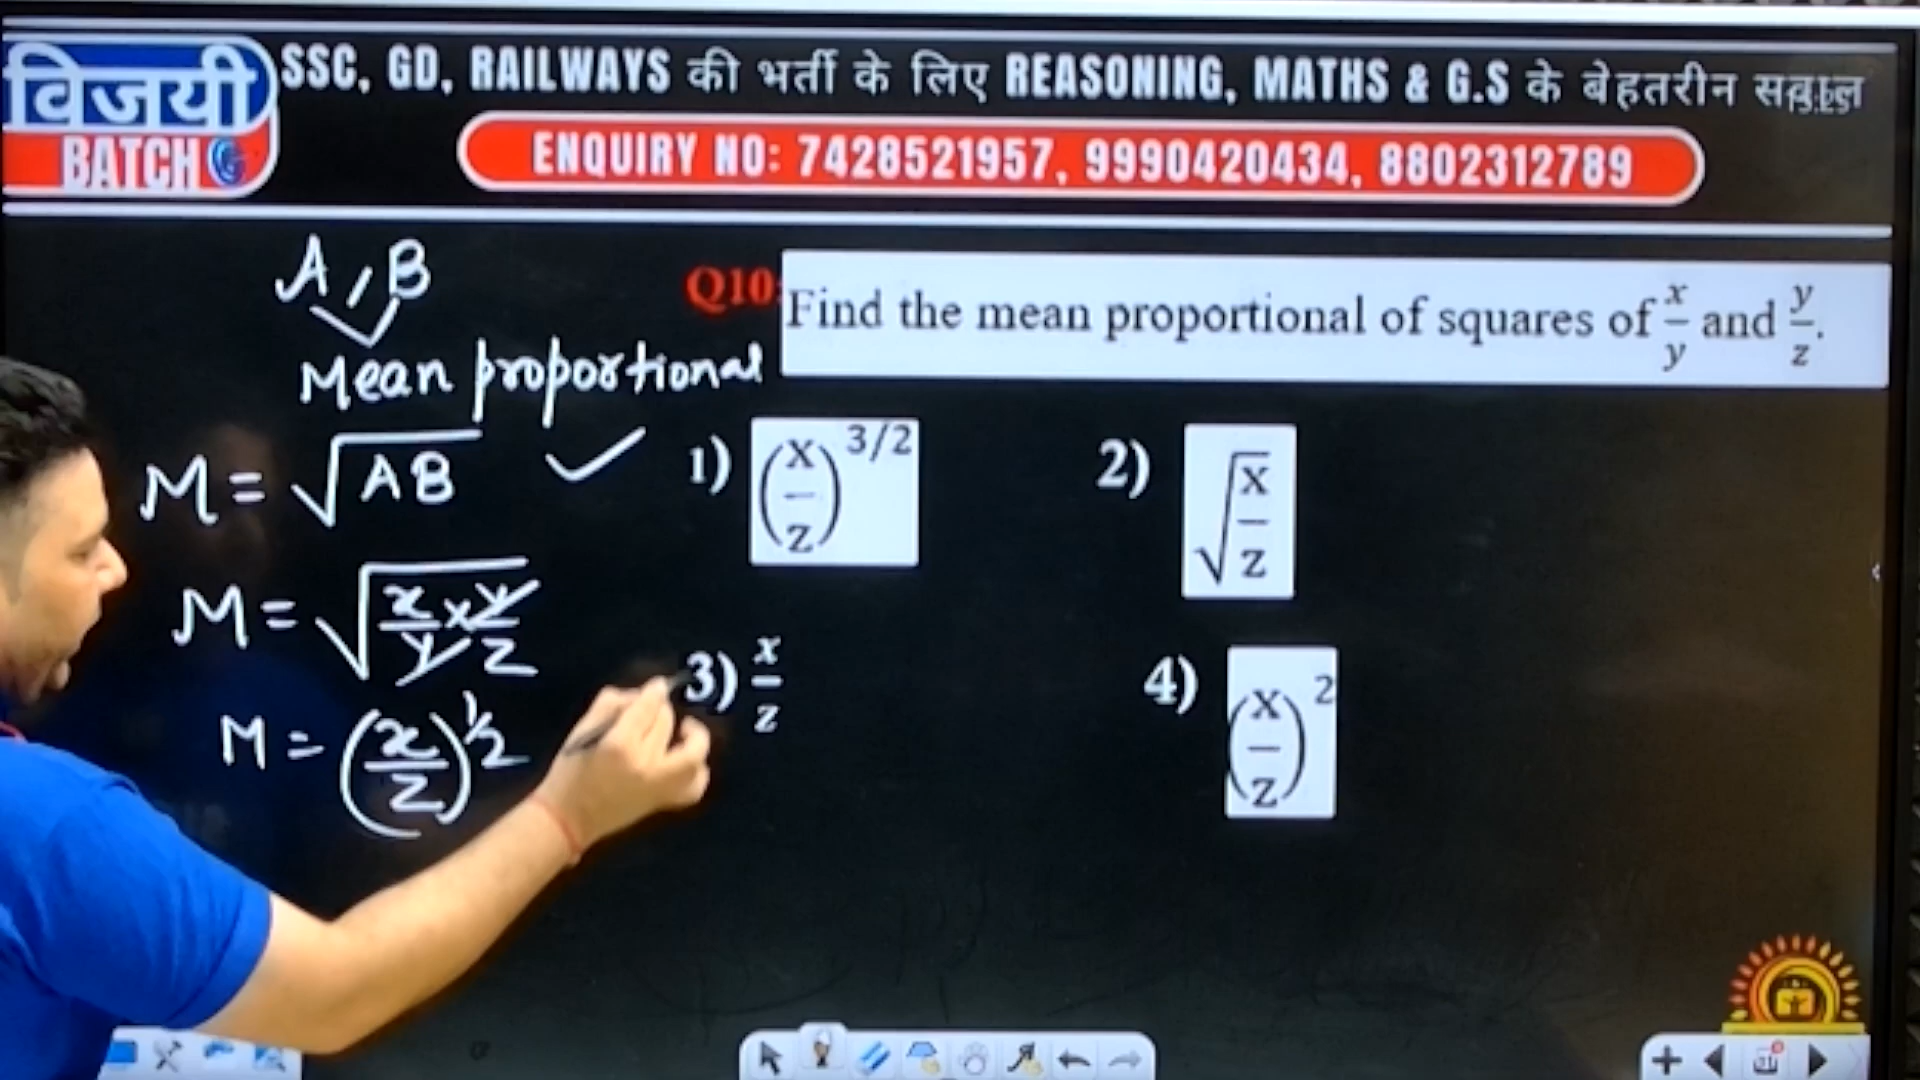 विजयी
BATCH
SSC, GD, RAILWAYS की भर्ती के लिए REASONING, MATHS & G.S के बेहतरीन सवाल
ENQUIRY NO: 7428521957, 9990420434, 8802312789
A, B
Mean proportional
M = √AB
M = √(x/y × y/z)
M = (x/z)^1/2
Q10: Find the mean proportional of squares of x/y and y/z.
1) (x/z)^3/2
2) √(x/z)
3) x/z
4) (x/z)^2